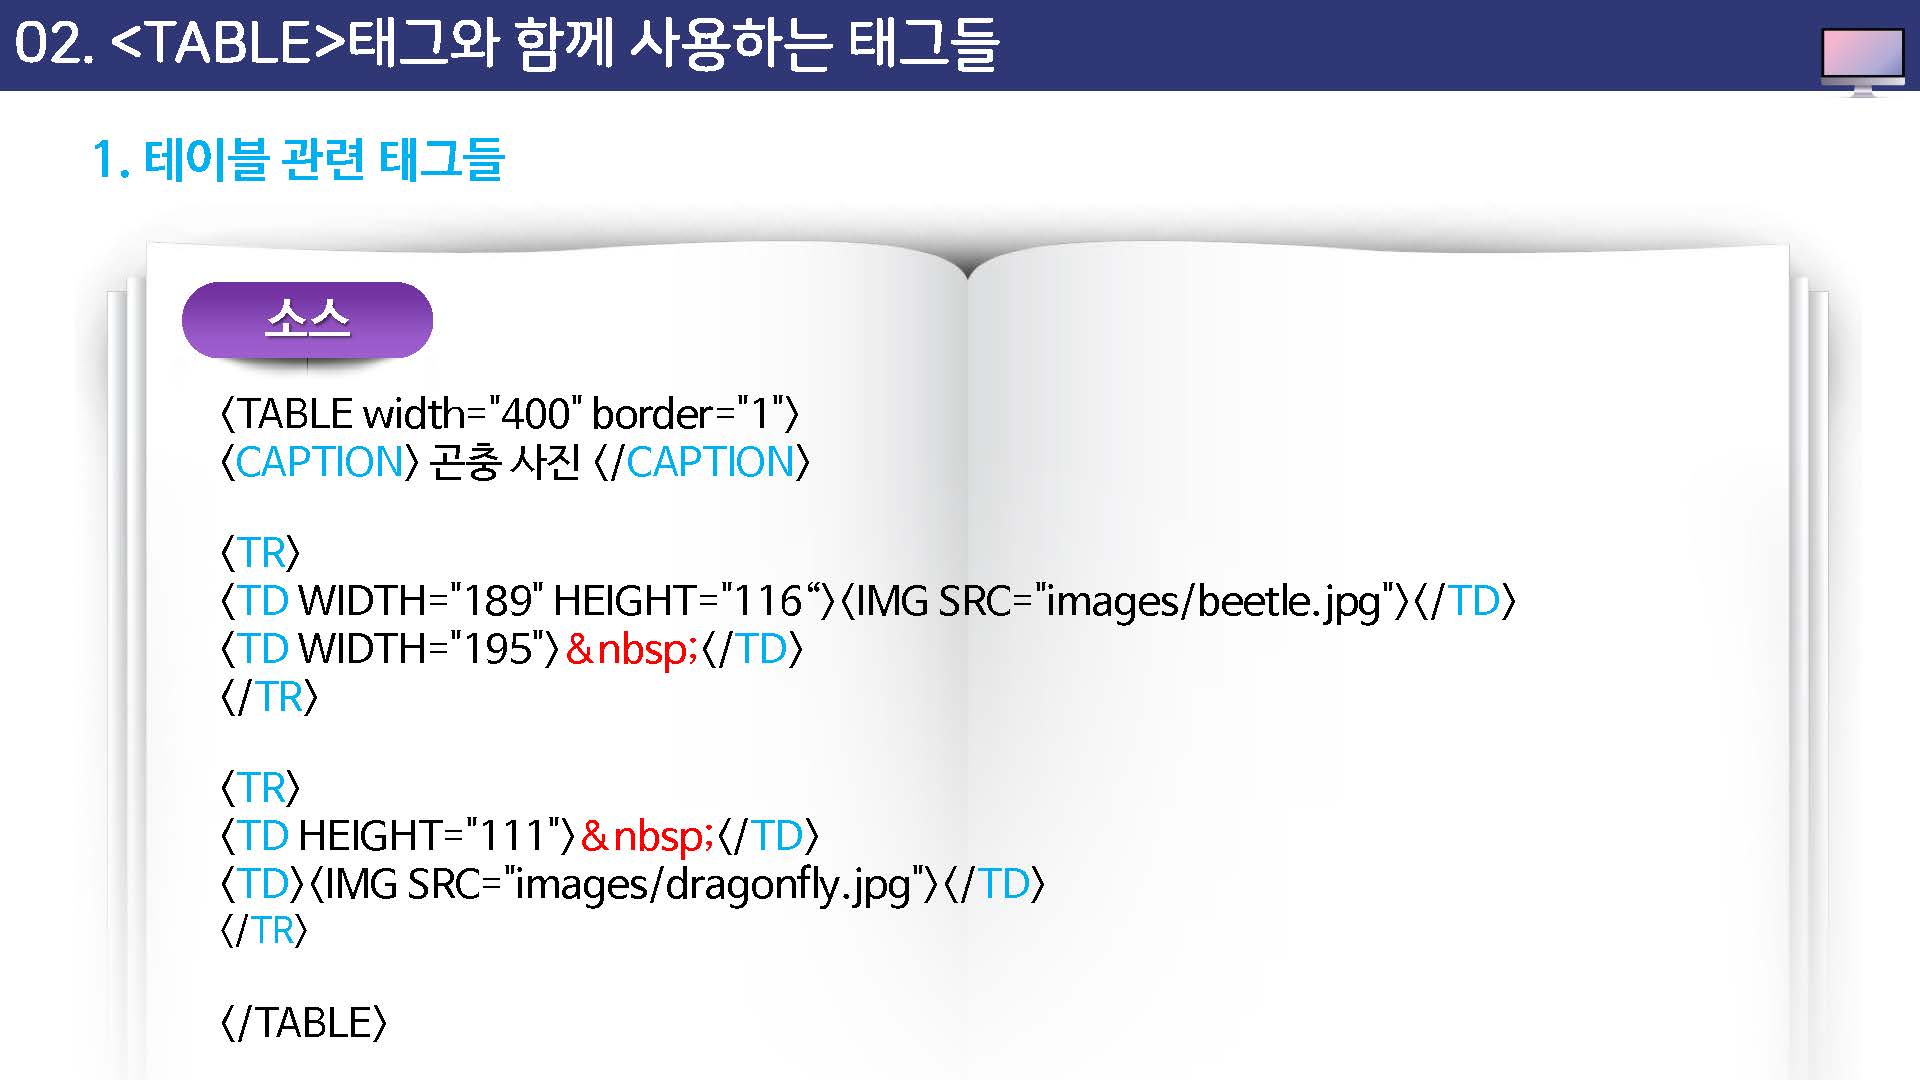 02. <TABLE>태그와 함께 사용하는 태그들
1. 테이블 관련 태그들
소스
<TABLE width="400" border="1">
<CAPTION> 곤충 사진 </CAPTION>
<TR>
<TD WIDTH="189" HEIGHT="116“><IMG SRC="images/beetle.jpg"></TD>
<TD WIDTH="195">&nbsp;</TD>
</TR>
<TR>
<TD HEIGHT="111">&nbsp;</TD>
<TD><IMG SRC="images/dragonfly.jpg"></TD>
</TR>
</TABLE>